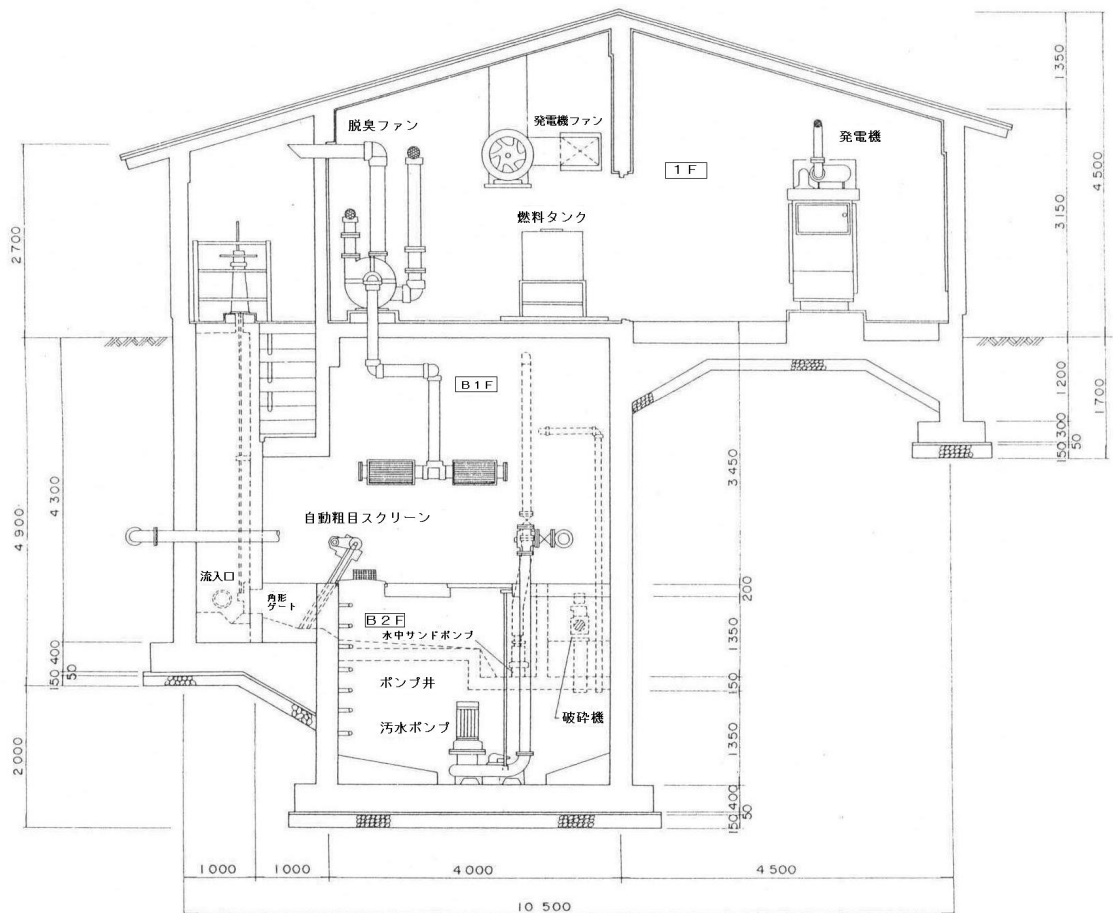 脱臭ファン
発電機ファン
発電機
1F
燃料タンク
B1F
自動粗目スクリーン
流入口
角形
ゲート
B2F
水中サンドポンプ
ポンプ井
破砕機
汚水ポンプ
2700
4300
4900
150,400
50
2000
1350
4500
3150
1200
1700
150,300
50
3450
200
1350
150
1350
150,400
50
1000
1000
4000
4500
10500